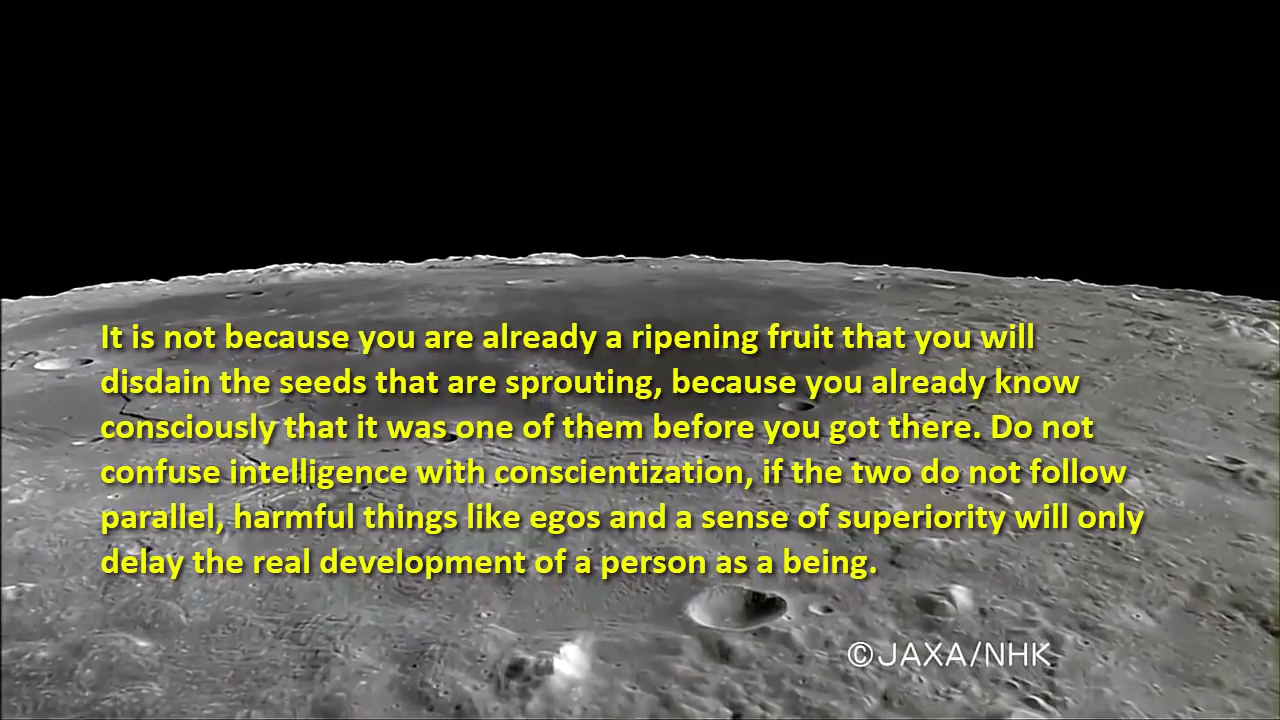 It is not because you are already a ripening fruit that you will
disdain the seeds that are sprouting, because you already know
consciously that it was one of them before you got there. Do not
confuse intelligence with conscientization, if the two do not follow
parallel, harmful things like egos and a sense of superiority will only
delay the real development of a person as a being.
©JAXA/NHK